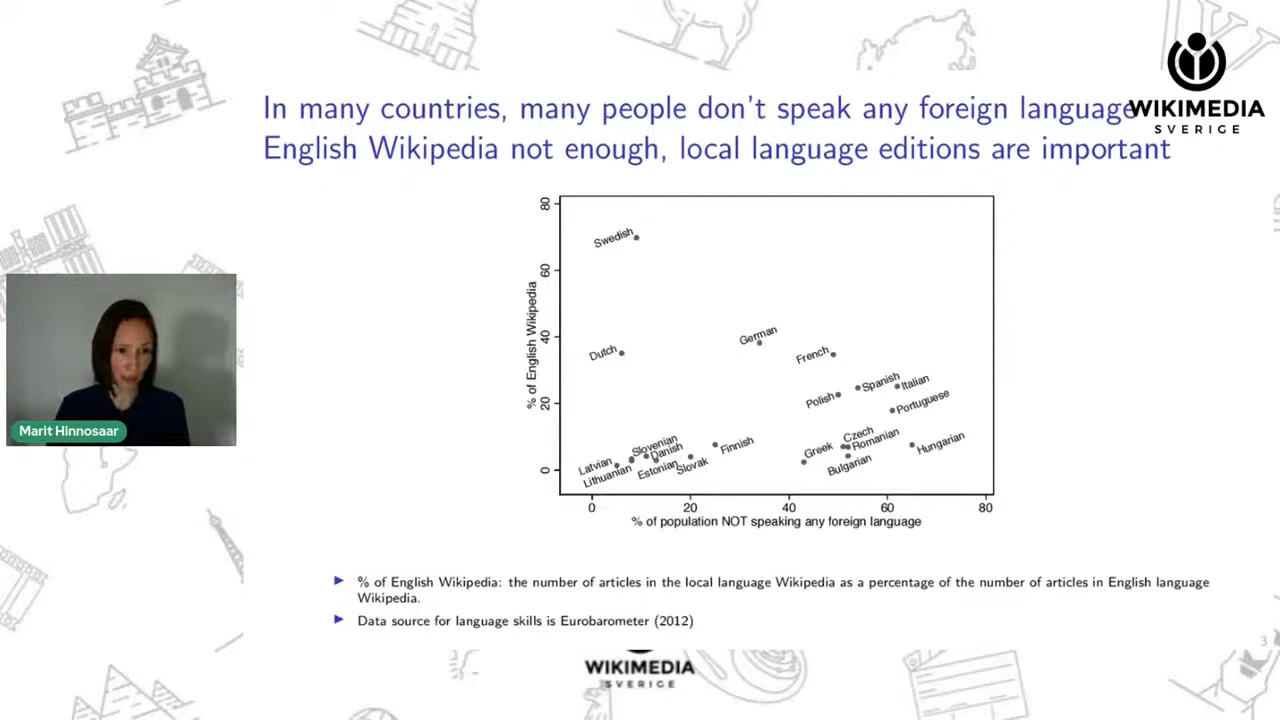 In many countries, many people don't speak any foreign language
English Wikipedia not enough, local language editions are important
WIKIMEDIA
SVERIGE
80
60
40
20
0
% of English Wikipedia
Swedish
Dutch
German
French
Spanish
Italian
Polish
Portuguese
Latvian
Lithuanian
Slovenian
Danish
Estonian
Slovak
Finnish
Greek
Czech
Romanian
Bulgarian
Hungarian
0 20 40 60 80
% of population NOT speaking any foreign language
Marit Hinnosaar
% of English Wikipedia: the number of articles in the local language Wikipedia as a percentage of the number of articles in English language
Wikipedia.
Data source for language skills is Eurobarometer (2012)
3
WIKIMEDIA
SVERIGE